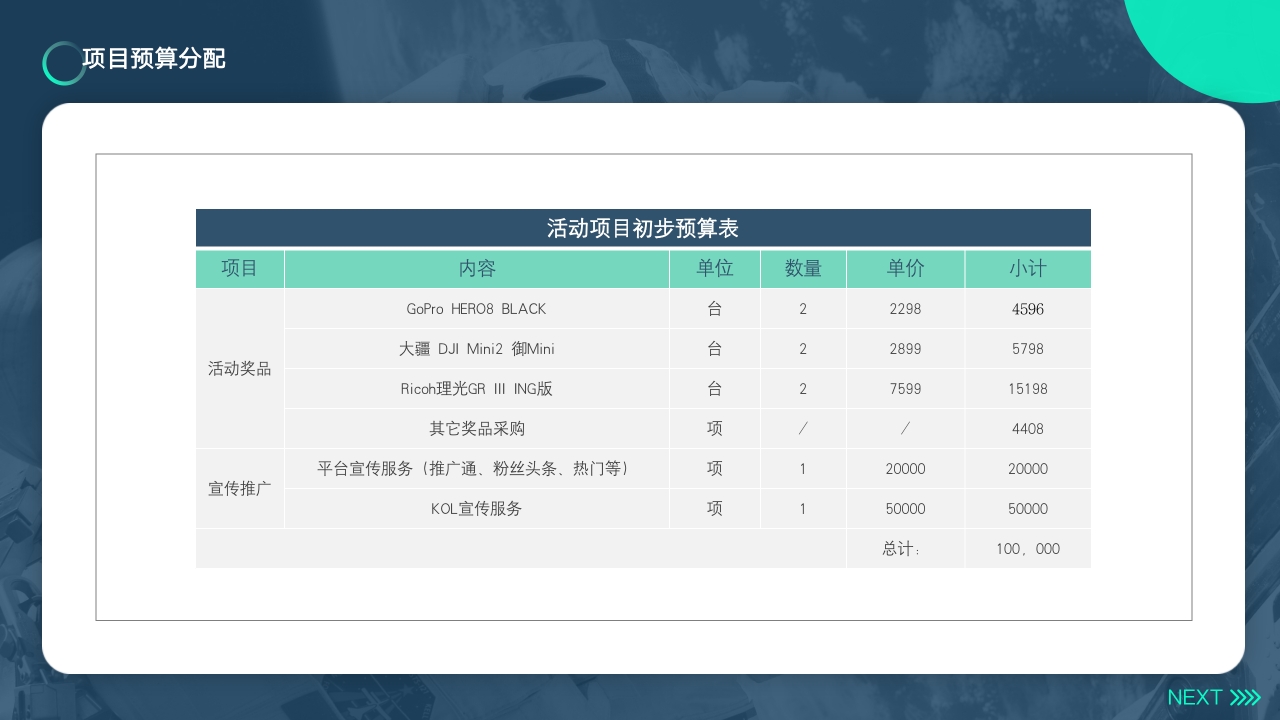 项目预算分配
活动项目初步预算表
项目 内容 单位 数量 单价 小计
活动奖品
GoPro HERO8 BLACK 台 2 2298 4596
大疆 DJI Mini2 御Mini 台 2 2899 5798
Ricoh理光GR III ING版 台 2 7599 15198
其它奖品采购 项 / / 4408
宣传推广
平台宣传服务（推广通、粉丝头条、热门等） 项 1 20000 20000
KOL宣传服务 项 1 50000 50000
总计： 100，000
NEXT